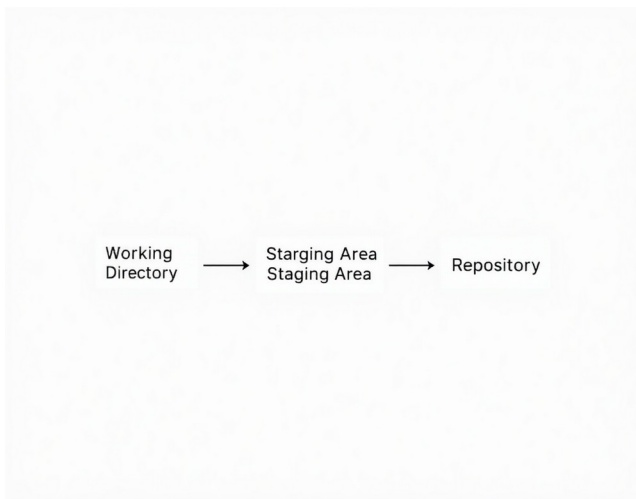 Working
Directory
Starging Area
Staging Area
Repository